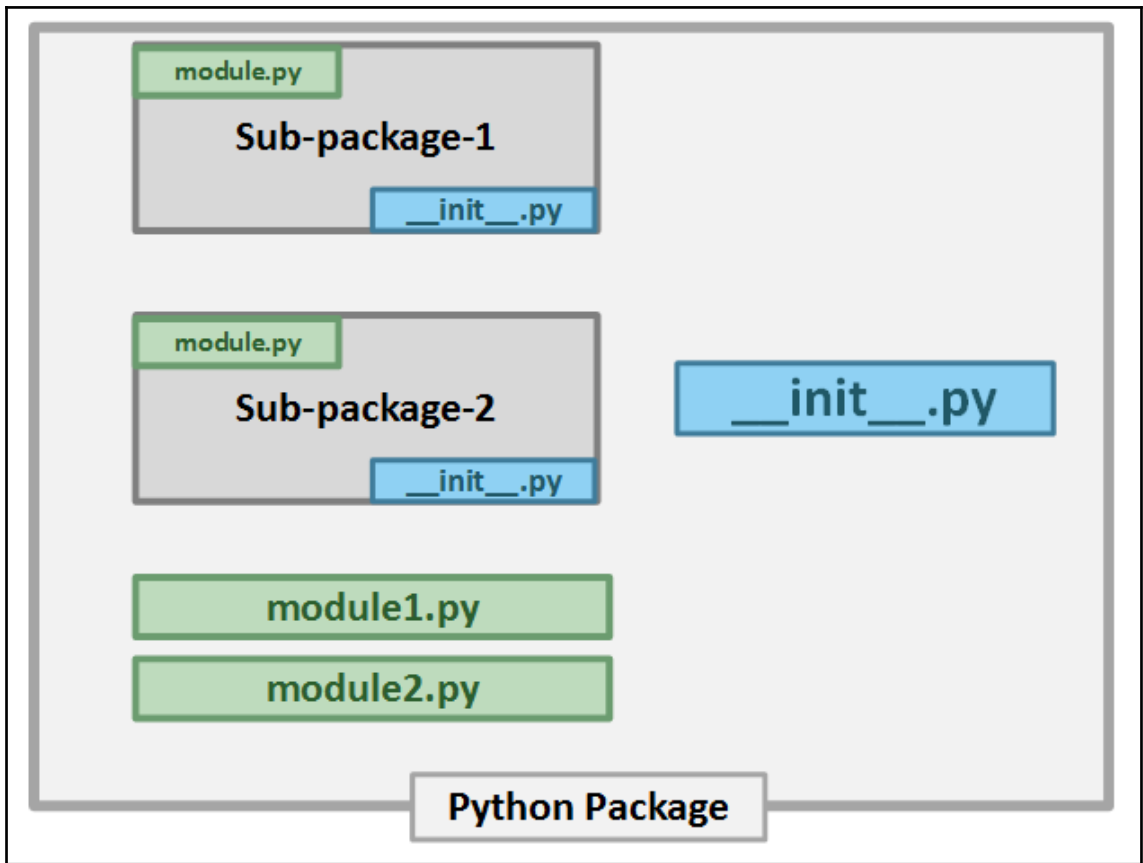 module.py
Sub-package-1
__init__.py
module.py
Sub-package-2
__init__.py
__init__.py
module1.py
module2.py
Python Package